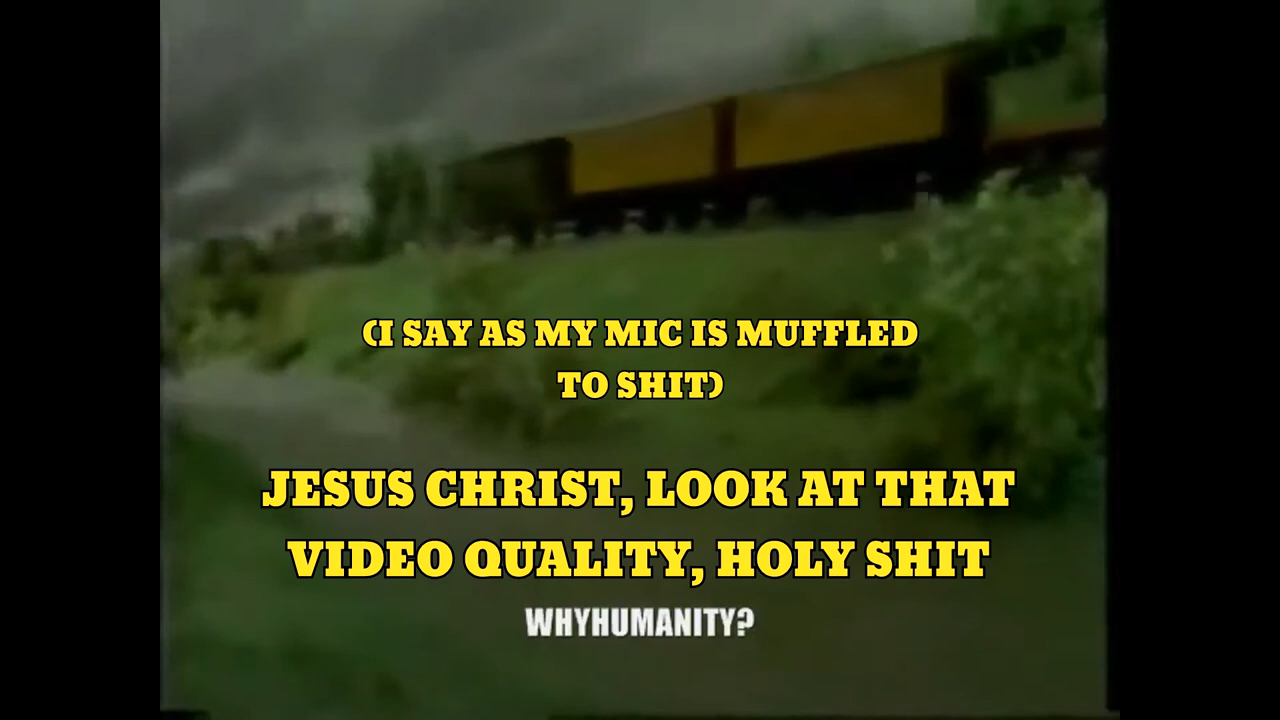 (I SAY AS MY MIC IS MUFFLED
TO SHIT)
JESUS CHRIST, LOOK AT THAT
VIDEO QUALITY, HOLY SHIT
WHYHUMANITY?